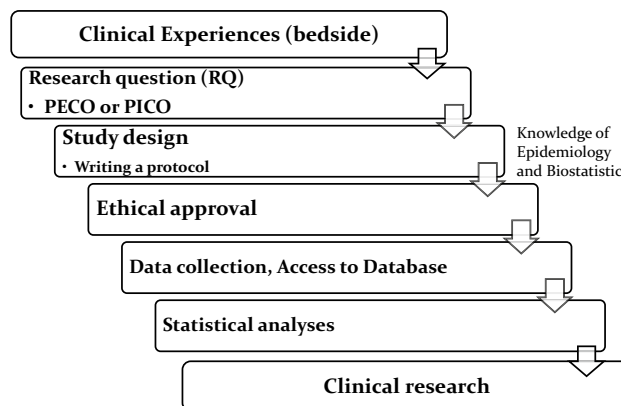 Clinical Experiences (bedside)
Research question (RQ)
• PECO or PICO
Study design
• Writing a protocol
Knowledge of
Epidemiology
and Biostatistic
Ethical approval
Data collection, Access to Database
Statistical analyses
Clinical research